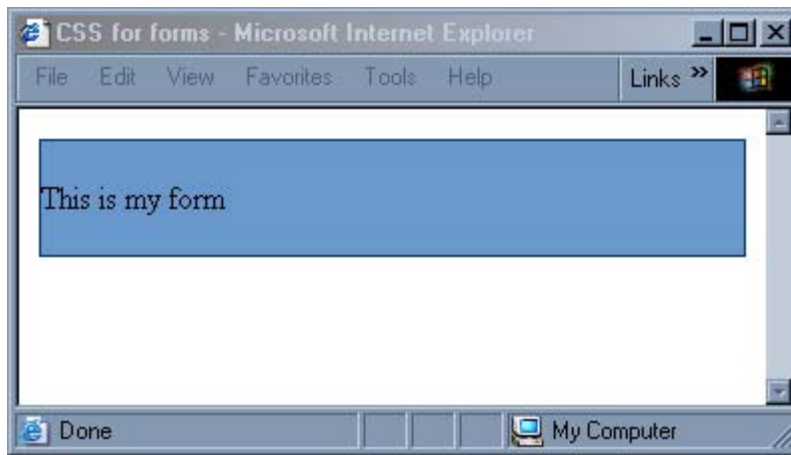 CSS for forms - Microsoft Internet Explorer
File Edit View Favorites Tools Help Links »
This is my form
Done My Computer